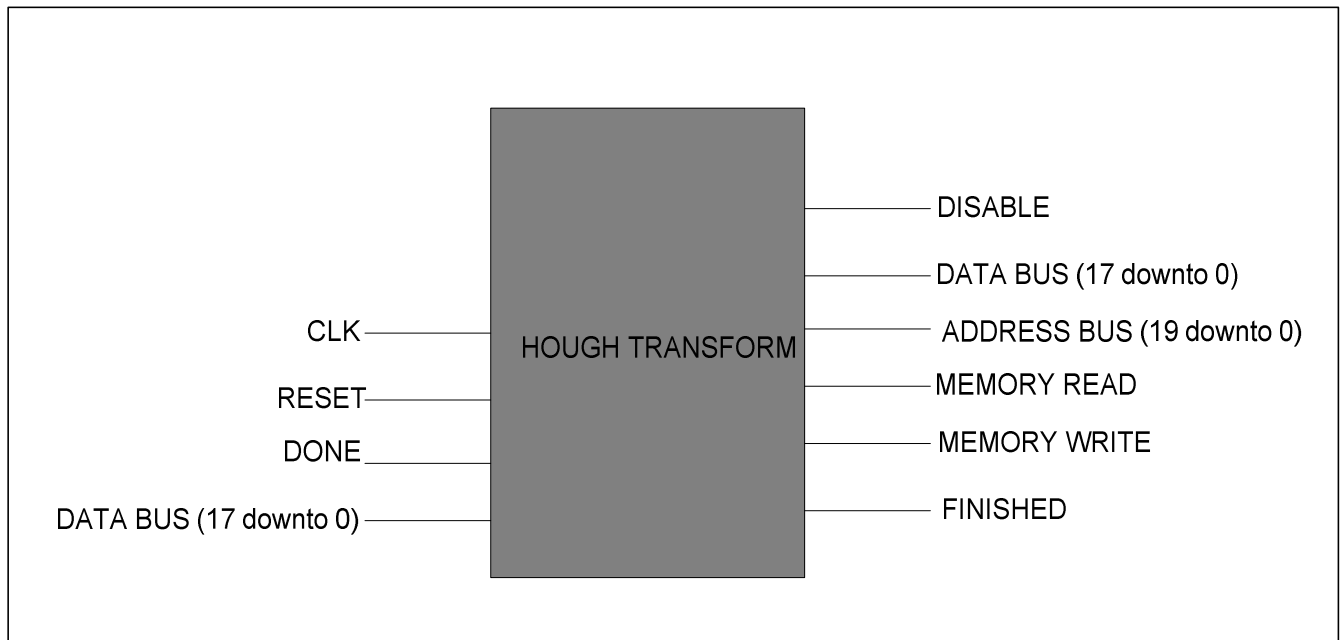 CLK
RESET
DONE
DATA BUS (17 downto 0)
HOUGH TRANSFORM
DISABLE
DATA BUS (17 downto 0)
ADDRESS BUS (19 downto 0)
MEMORY READ
MEMORY WRITE
FINISHED